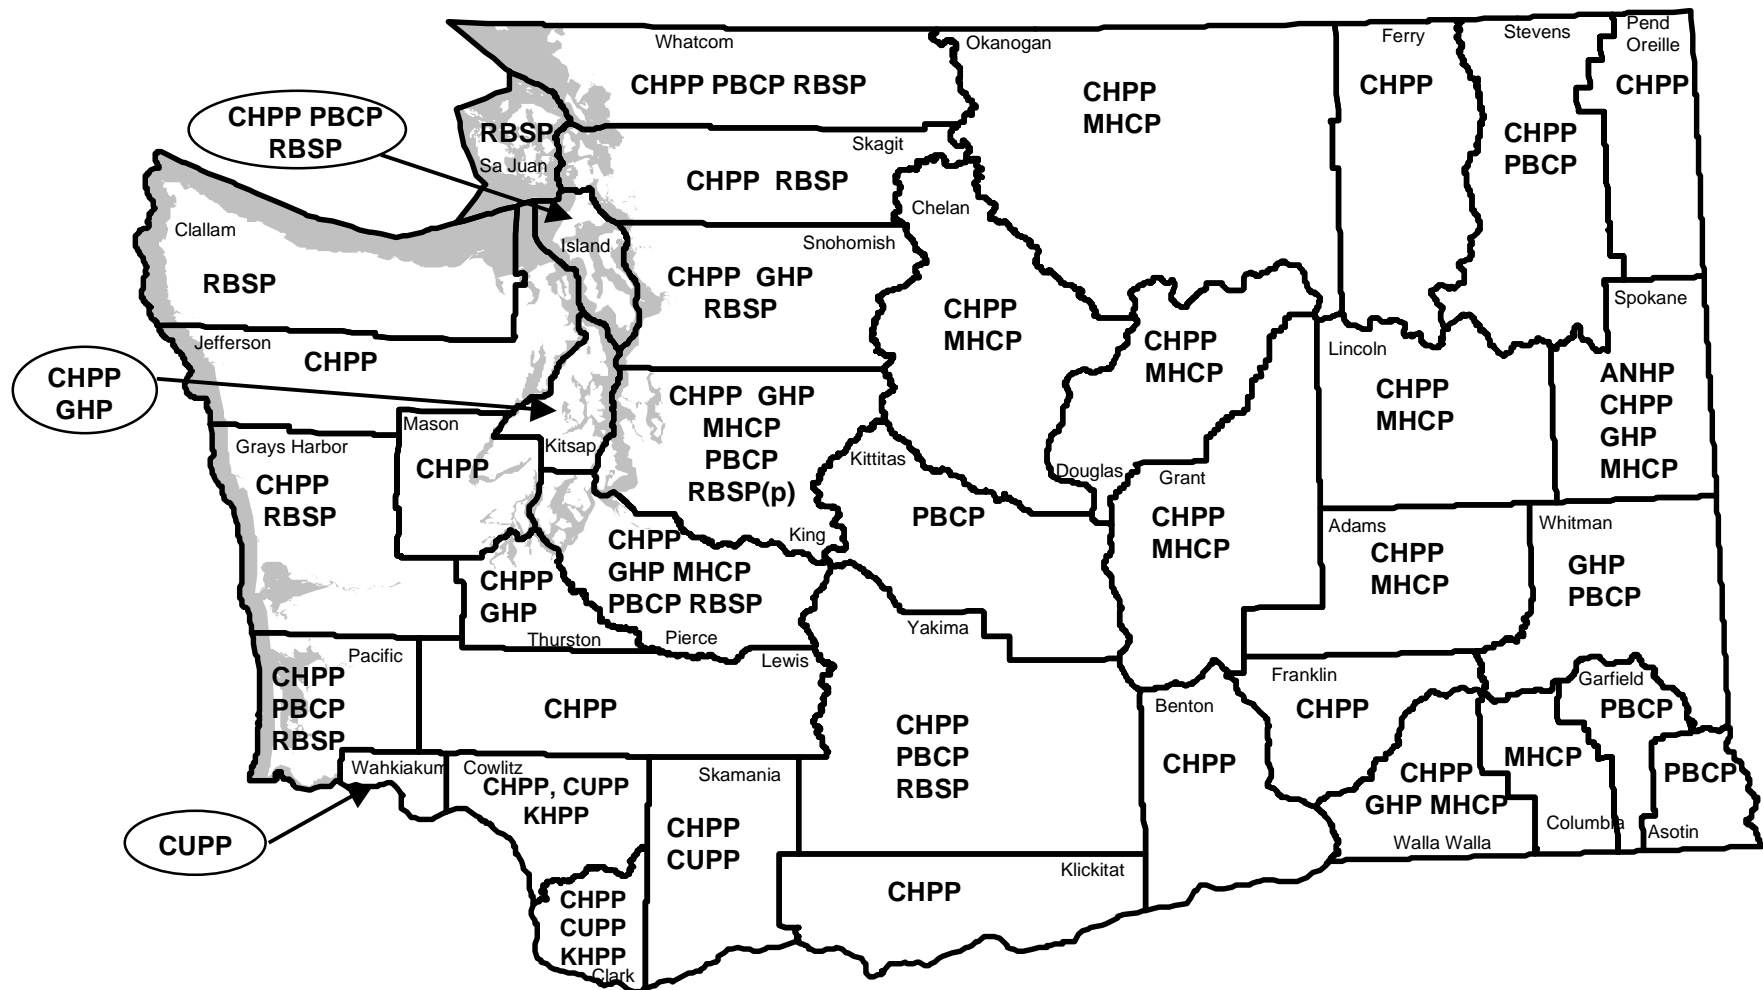 Whatcom
CHPP PBCP RBSP
Okanogan
CHPP
MHCP
Ferry
CHPP
Stevens
CHPP
PBCP
Pend
Oreille
CHPP
CHPP PBCP
RBSP
RBSP
Sa Juan
Skagit
CHPP RBSP
Clallam
RBSP
Island
Snohomish
CHPP GHP
RBSP
Chelan
CHPP
MHCP
CHPP
MHCP
Douglas
Lincoln
CHPP
MHCP
Spokane
ANHP
CHPP
GHP
MHCP
Jefferson
CHPP
CHPP
GHP
Kitsap
Mason
CHPP
Grays Harbor
CHPP
RBSP
CHPP GHP
MHCP
PBCP
RBSP(p)
King
Kittitas
PBCP
Grant
CHPP
MHCP
Adams
CHPP
MHCP
Whitman
GHP
PBCP
CHPP
GHP
Thurston
CHPP
GHP MHCP
PBCP RBSP
Pierce
Pacific
CHPP
PBCP
RBSP
Lewis
CHPP
Yakima
CHPP
PBCP
RBSP
Benton
CHPP
Franklin
CHPP
CHPP
GHP MHCP
Walla Walla
MHCP
Columbia
Garfield
PBCP
PBCP
Asotin
Wahkiakum
CUPP
Cowlitz
CHPP, CUPP
KHPP
Skamania
CHPP
CUPP
Klickitat
CHPP
CHPP
CUPP
KHPP
Clark